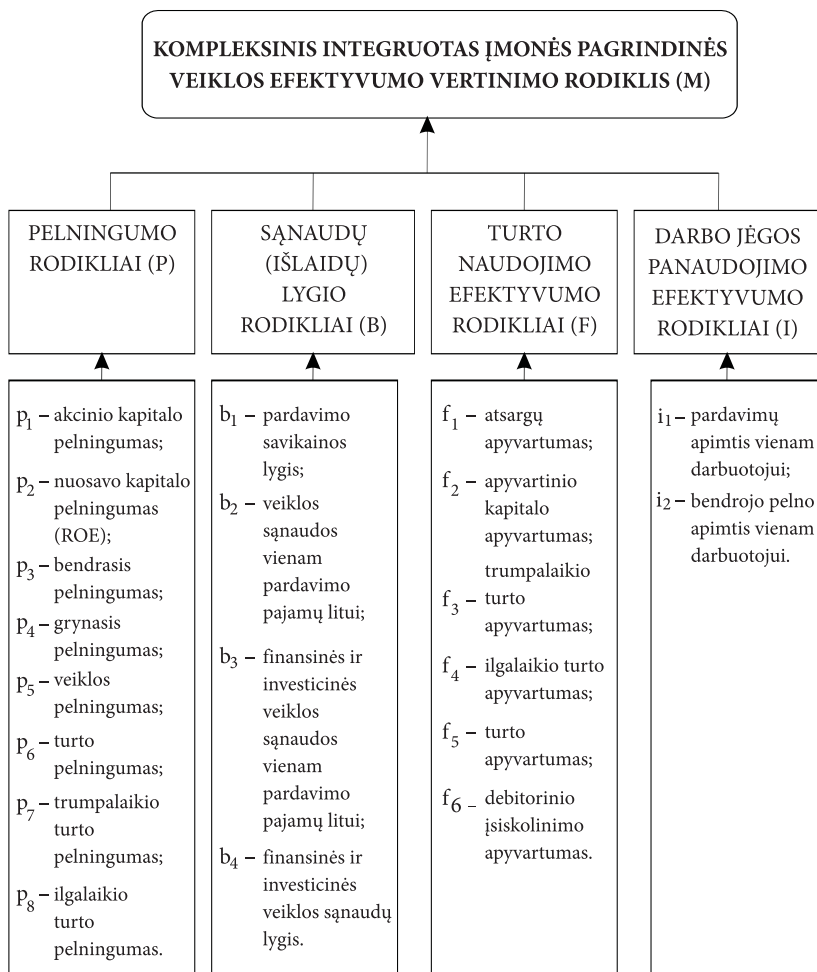 KOMPLEKSINIS INTEGRUOTAS ĮMONĖS PAGRINDINĖS
VEIKLOS EFEKTYVUMO VERTINIMO RODIKLIS (M)
PELNINGUMO
RODIKLIAI (P)
SĄNAUDŲ
(IŠLAIDŲ)
LYGIO
RODIKLIAI (B)
TURTO
NAUDOJIMO
EFEKTYVUMO
RODIKLIAI (F)
DARBO JĖGOS
PANAUDOJIMO
EFEKTYVUMO
RODIKLIAI (I)
p1 – akcinio kapitalo
pelningumas;
p2 – nuosavo kapitalo
pelningumas
(ROE);
p3 – bendrasis
pelningumas;
p4 – grynasis
pelningumas;
p5 – veiklos
pelningumas;
p6 – turto
pelningumas;
p7 – trumpalaikio
turto
pelningumas;
p8 – ilgalaikio
turto
pelningumas.
b1 – pardavimo
savikainos
lygis;
b2 – veiklos
sąnaudos
vienam
pardavimo
pajamų litui;
b3 – finansinės ir
investicinės
veiklos
sąnaudos
vienam
pardavimo
pajamų litui;
b4 – finansinės ir
investicinės
veiklos sąnaudų
lygis.
f1 – atsargų
apyvartumas;
f2 – apyvartinio
kapitalo
apyvartumas;
trumpalaikio
f3 – turto
apyvartumas;
f4 – ilgalaikio turto
apyvartumas;
f5 – turto
apyvartumas;
f6 – debitorinio
įsiskolinimo
apyvartumas.
i1 – pardavimų
apimtis vienam
darbuotojui;
i2 – bendrojo pelno
apimtis vienam
darbuotojui.